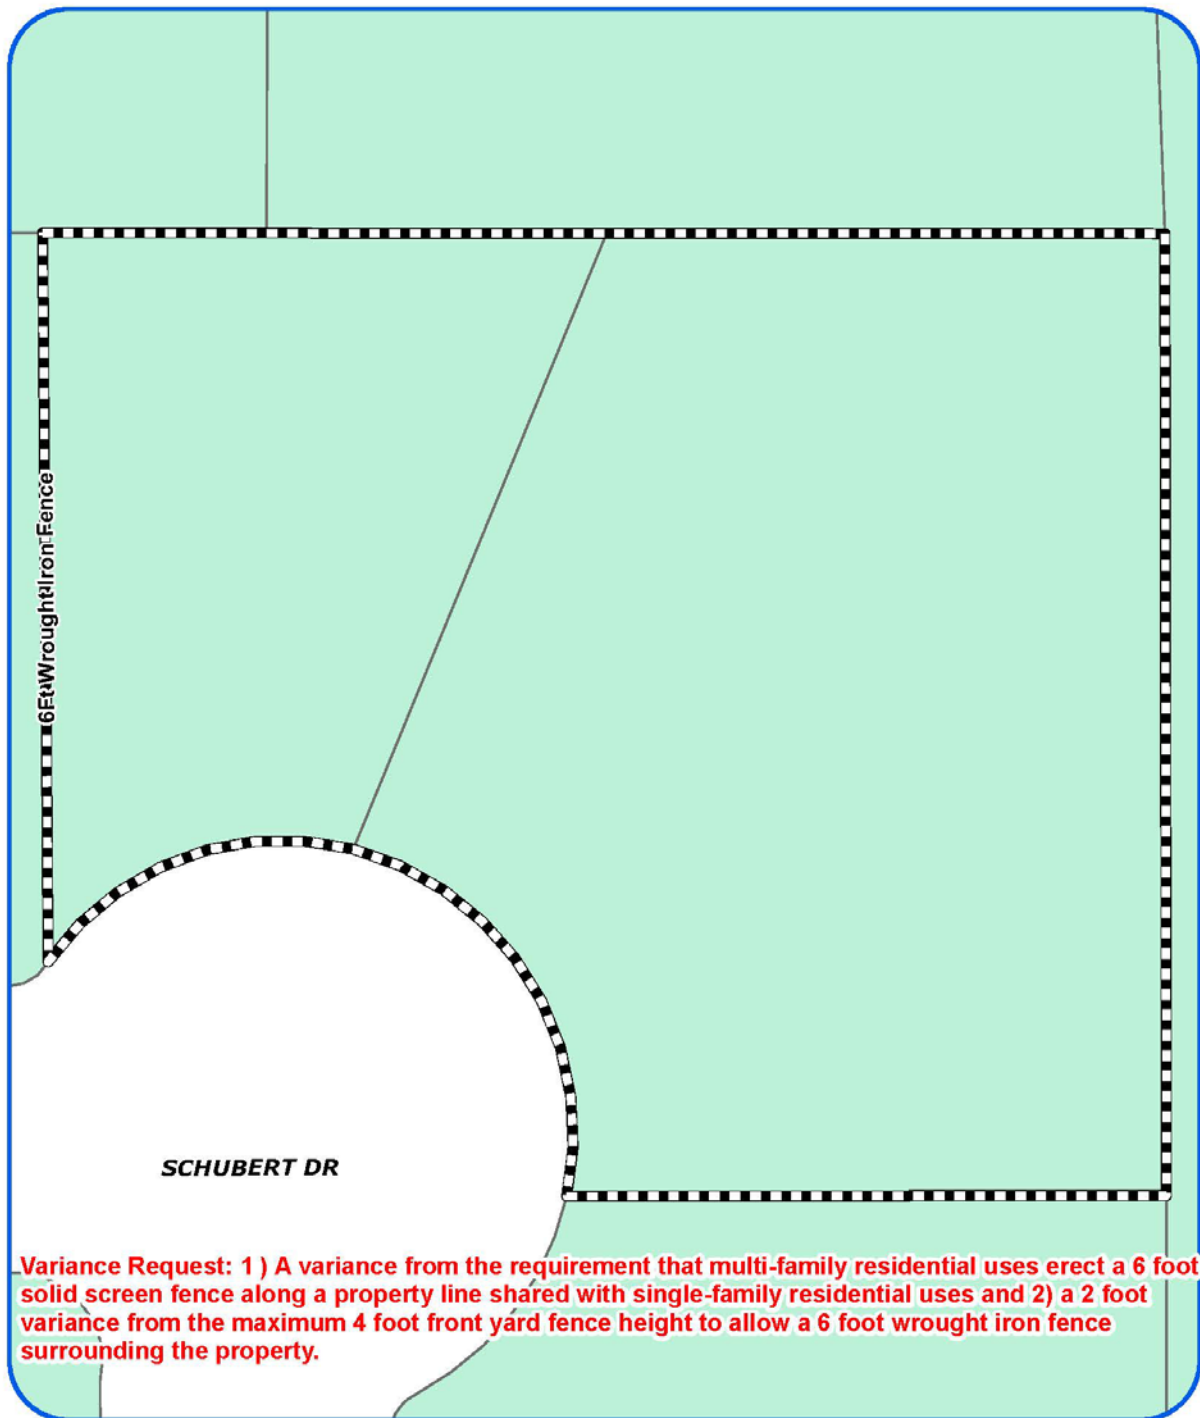 6Ft Wrought Iron Fence
SCHUBERT DR
Variance Request: 1 ) A variance from the requirement that multi-family residential uses erect a 6 foot
solid screen fence along a property line shared with single-family residential uses and 2) a 2 foot
variance from the maximum 4 foot front yard fence height to allow a 6 foot wrought iron fence
surrounding the property.